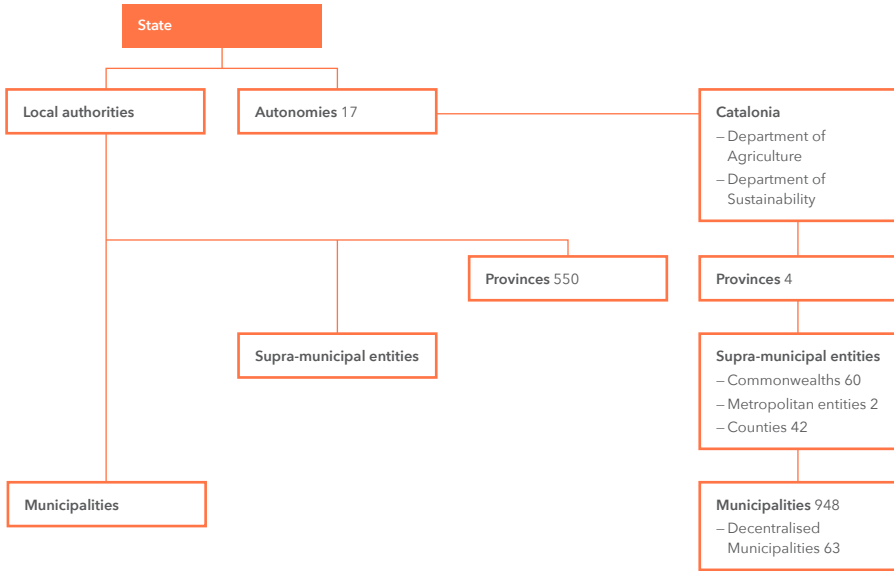 State
Local authorities
Autonomies 17
Catalonia
– Department of
Agriculture
– Department of
Sustainability
Provinces 550
Provinces 4
Supra-municipal entities
Supra-municipal entities
– Commonwealths 60
– Metropolitan entities 2
– Counties 42
Municipalities
Municipalities 948
– Decentralised
Municipalities 63